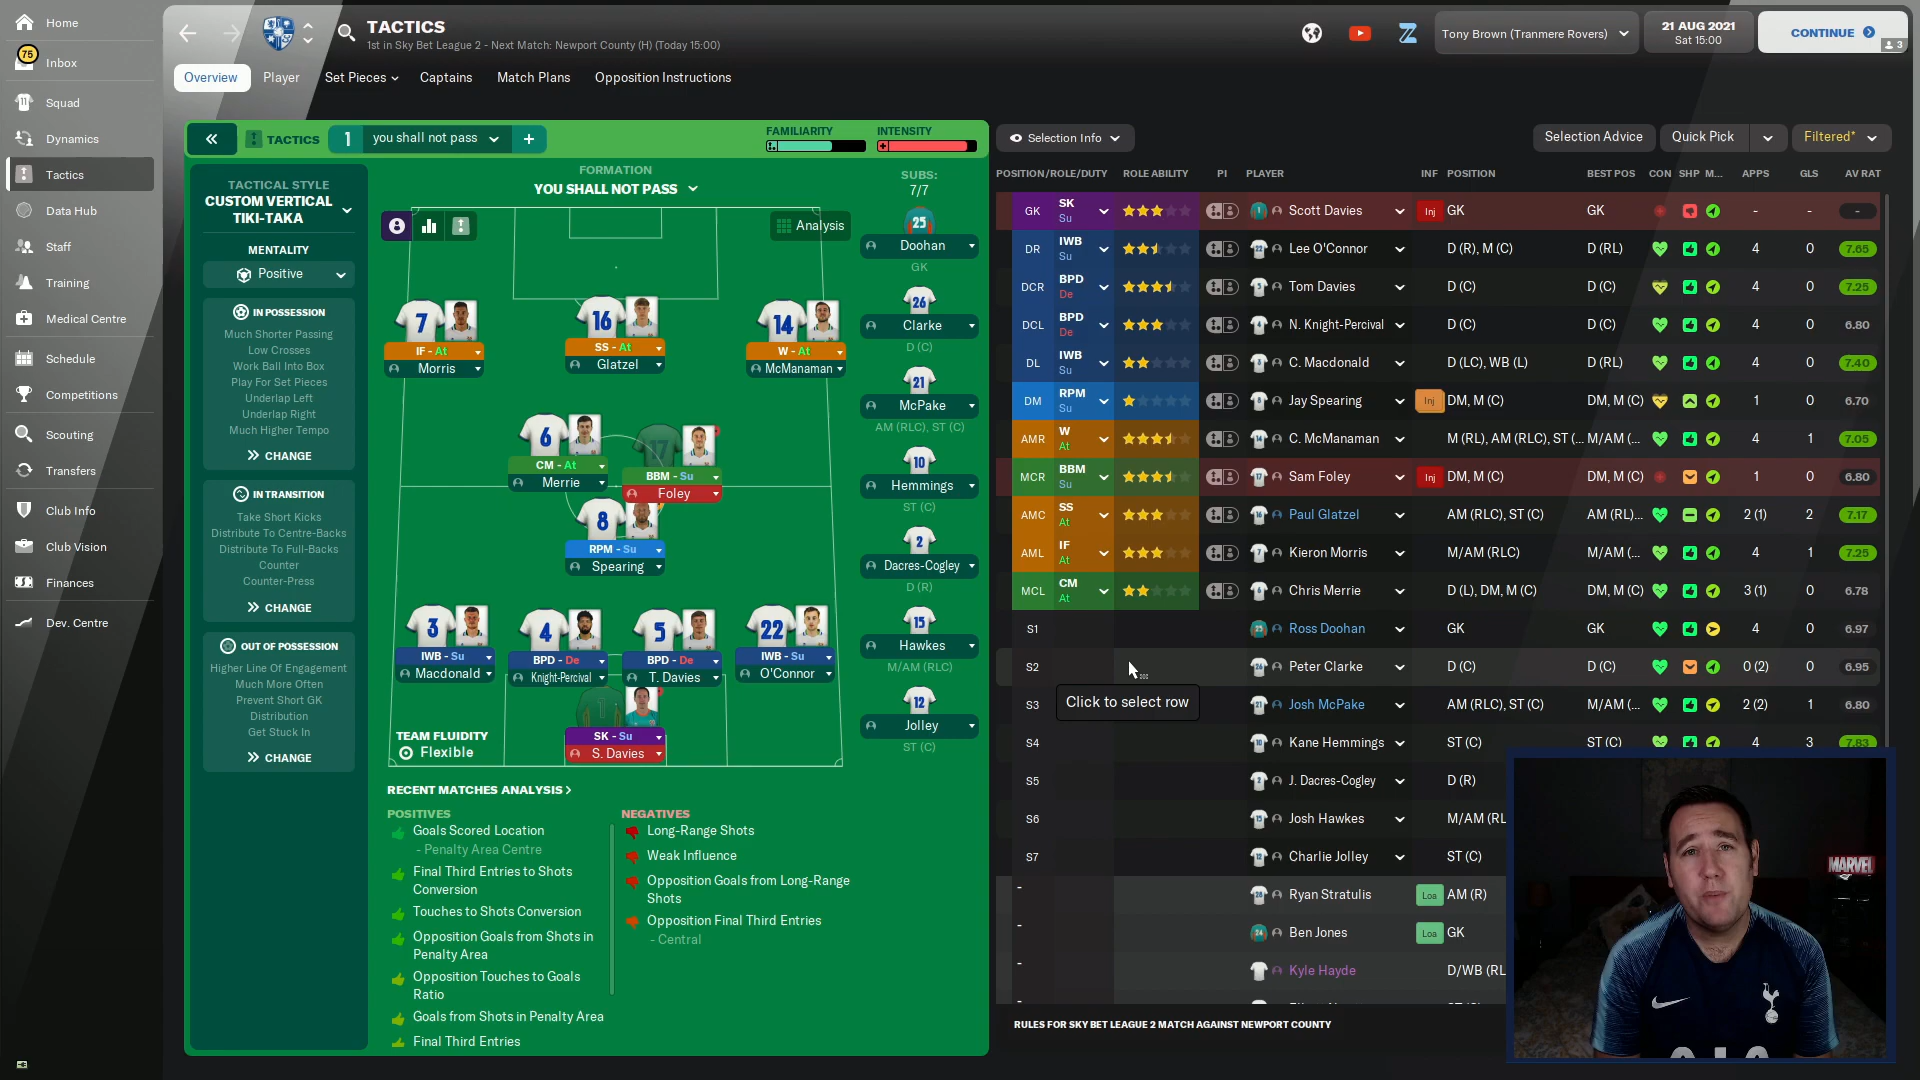 Home
75
Inbox
Squad
Dynamics
Tactics
Data Hub
Staff
Training
Medical Centre
Schedule
Competitions
Scouting
Transfers
Club Info
Club Vision
Finances
Dev. Centre
TACTICS
1st in Sky Bet League 2 - Next Match: Newport County (H) (Today 15:00)
Tony Brown (Tranmere Rovers)
21 AUG 2021
Sat 15:00
CONTINUE
3
Overview
Player
Set Pieces
Captains
Match Plans
Opposition Instructions
TACTICS
1
you shall not pass
+
FAMILIARITY
INTENSITY
TACTICAL STYLE
CUSTOM VERTICAL
TIKI-TAKA
MENTALITY
Positive
IN POSSESSION
Much Shorter Passing
Low Crosses
Work Ball Into Box
Play For Set Pieces
Underlap Left
Underlap Right
Much Higher Tempo
CHANGE
IN TRANSITION
Take Short Kicks
Distribute To Centre-Backs
Distribute To Full-Backs
Counter
Counter-Press
CHANGE
OUT OF POSSESSION
Higher Line Of Engagement
Much More Often
Prevent Short GK
Distribution
Get Stuck In
CHANGE
FORMATION
YOU SHALL NOT PASS
Analysis
7
IF - At
Morris
16
SS - At
Glatzel
14
W - At
McManaman
6
CM - At
Merrie
17
BBM - Su
Foley
8
RPM - Su
Spearing
3
IWB - Su
Macdonald
4
BPD - De
Knight-Percival
5
BPD - De
T. Davies
22
IWB - Su
O'Connor
1
SK - Su
S. Davies
TEAM FLUIDITY
Flexible
SUBS:
7/7
25
Doohan
GK
26
Clarke
D (C)
21
McPake
AM (RLC), ST (C)
10
Hemmings
ST (C)
2
Dacres-Cogley
D (R)
15
Hawkes
M/AM (RLC)
12
Jolley
ST (C)
RECENT MATCHES ANALYSIS >
POSITIVES
Goals Scored Location
- Penalty Area Centre
Final Third Entries to Shots
Conversion
Touches to Shots Conversion
Opposition Goals from Shots in
Penalty Area
Opposition Touches to Goals
Ratio
Goals from Shots in Penalty Area
Final Third Entries
NEGATIVES
Long-Range Shots
Weak Influence
Opposition Goals from Long-Range
Shots
Opposition Final Third Entries
- Central
Selection Info
Selection Advice
Quick Pick
Filtered*
POSITION/ROLE/DUTY ROLE ABILITY PI PLAYER INF POSITION BEST POS CON SHP M... APPS GLS AV RAT
GK SK Su Scott Davies Inj GK GK - - -
DR IWB Su Lee O'Connor D (R), M (C) D (RL) 4 0 7.65
DCR BPD De Tom Davies D (C) D (C) 4 0 7.25
DCL BPD De N. Knight-Percival D (C) D (C) 4 0 6.80
DL IWB Su C. Macdonald D (LC), WB (L) D (RL) 4 0 7.40
DM RPM Su Jay Spearing Inj DM, M (C) DM, M (C) 1 0 6.70
AMR W At C. McManaman M (RL), AM (RLC), ST (... M/AM (... 4 1 7.05
MCR BBM Su Sam Foley Inj DM, M (C) DM, M (C) 1 0 6.80
AMC SS At Paul Glatzel AM (RLC), ST (C) AM (RL)... 2 (1) 2 7.17
AML IF At Kieron Morris M/AM (RLC) M/AM (... 4 1 7.25
MCL CM At Chris Merrie D (L), DM, M (C) DM, M (C) 3 (1) 0 6.78
S1 Ross Doohan GK GK 4 0 6.97
S2 Peter Clarke D (C) D (C) 0 (2) 0 6.95
Click to select row
S3 Josh McPake AM (RLC), ST (C) M/AM (... 2 (2) 1 6.80
S4 Kane Hemmings ST (C) ST (C) 4 3 7.83
S5 J. Dacres-Cogley D (R)
S6 Josh Hawkes M/AM (RL
S7 Charlie Jolley ST (C)
- Ryan Stratulis Loa AM (R)
- Ben Jones Loa GK
- Kyle Hayde D/WB (RL
RULES FOR SKY BET LEAGUE 2 MATCH AGAINST NEWPORT COUNTY
MARVEL